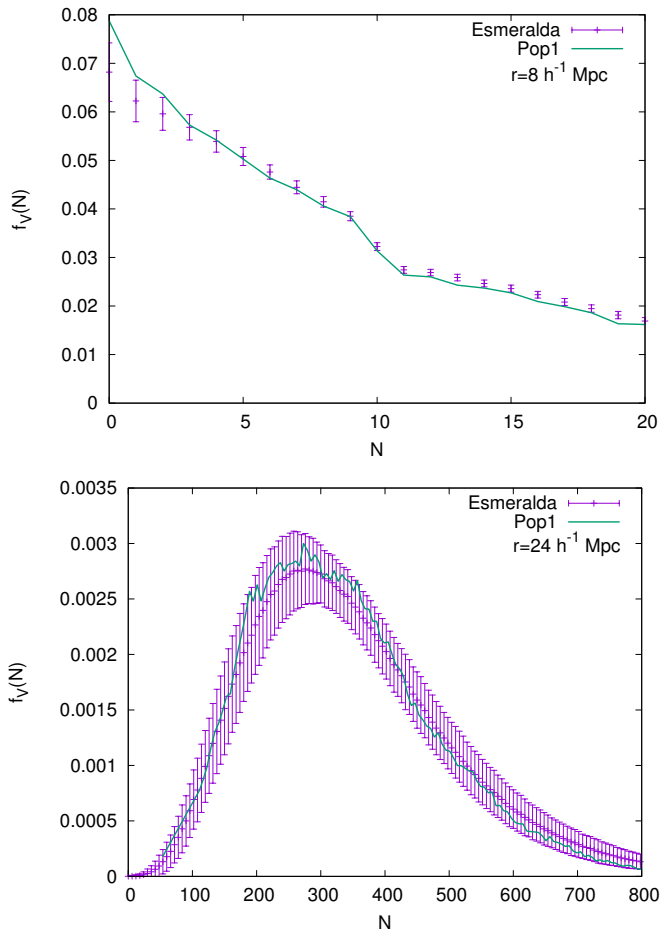 Esmeralda
Pop1
r=8 h⁻¹ Mpc
0.08
0.07
0.06
0.05
0.04
0.03
0.02
0.01
0
f_V(N)
0 5 10 15 20
N
Esmeralda
Pop1
r=24 h⁻¹ Mpc
0.0035
0.003
0.0025
0.002
0.0015
0.001
0.0005
0
f_V(N)
0 100 200 300 400 500 600 700 800
N